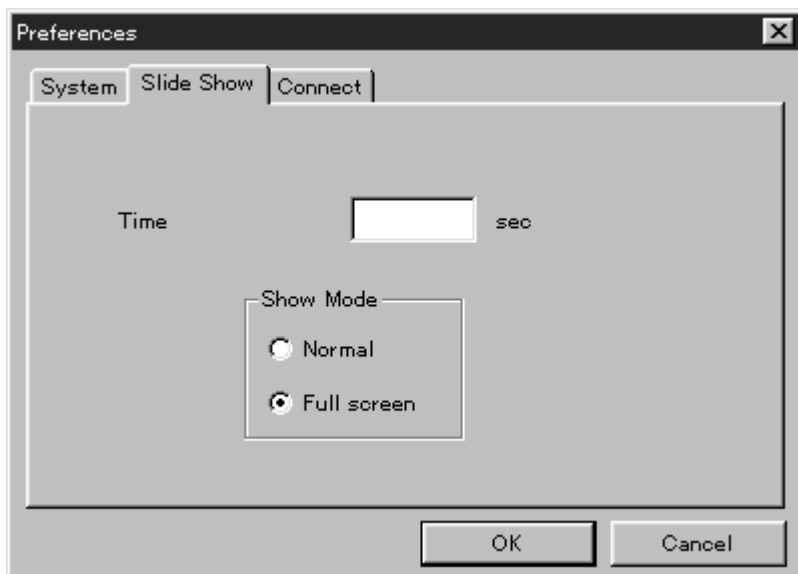 Preferences
System Slide Show Connect
Time sec
Show Mode
Normal
Full screen
OK Cancel